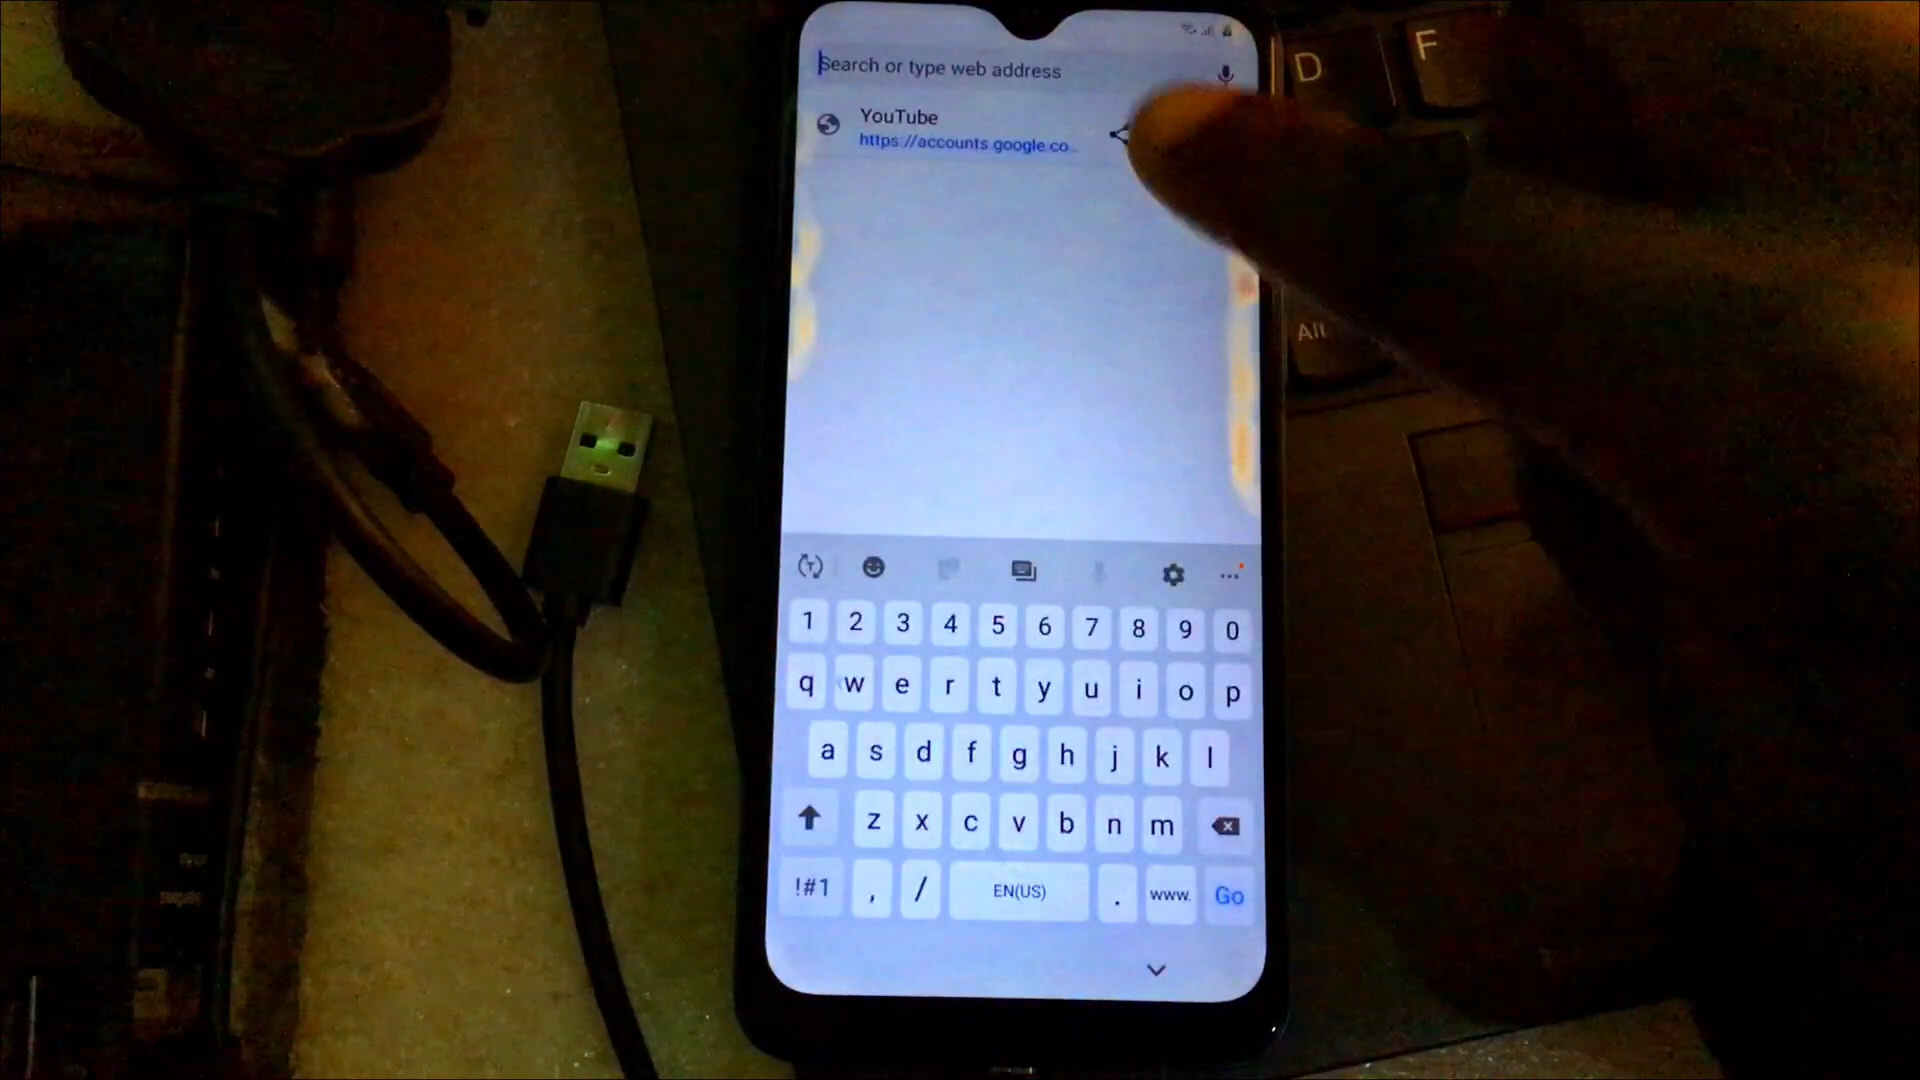 Search or type web address
YouTube
https://accounts.google.co...
D
F
Alt
1 2 3 4 5 6 7 8 9 0
q w e r t y u i o p
a s d f g h j k l
z x c v b n m
!#1 , / EN(US) . www. Go